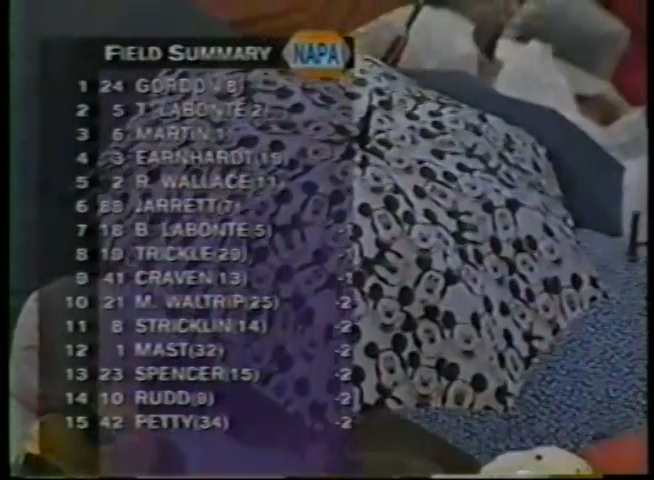 FIELD SUMMARY NAPA
1 24 GORDON(8)
2 5 T. LABONTE(2)
3 6 MARTIN(1)
4 3 EARNHARDT(19)
5 2 R. WALLACE(11)
6 88 JARRETT(7)
7 18 B. LABONTE(5) -1
8 19 TRICKLE(29) -1
9 41 CRAVEN(13) -1
10 21 M. WALTRIP(25) -2
11 8 STRICKLIN(14) -2
12 1 MAST(32) -2
13 23 SPENCER(15) -2
14 10 RUDD(9) -2
15 42 PETTY(34) -2